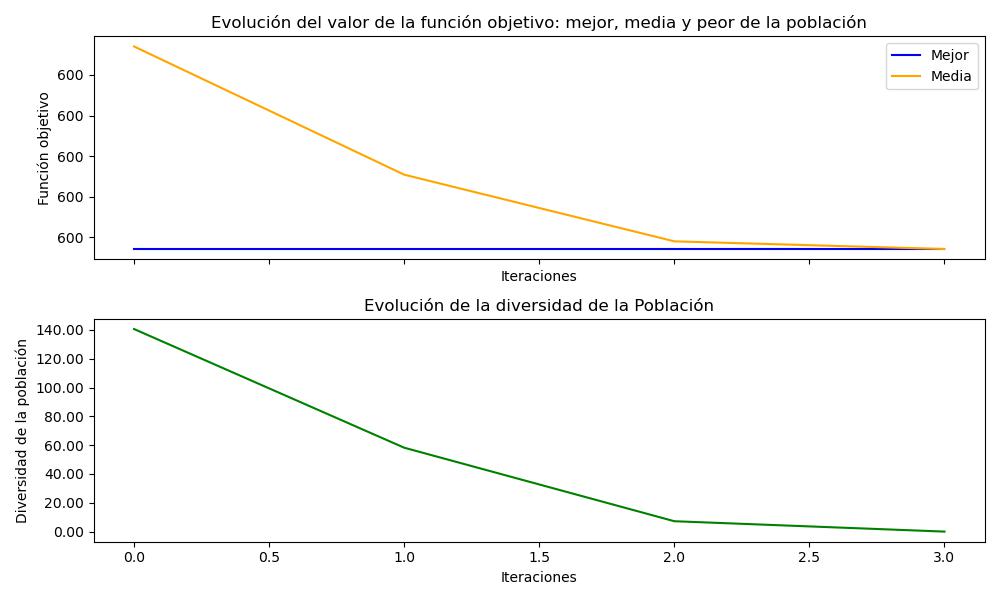 Evolución del valor de la función objetivo: mejor, media y peor de la población
Función objetivo
600
600
600
600
600
Mejor
Media
Iteraciones
Evolución de la diversidad de la Población
Diversidad de la población
140.00
120.00
100.00
80.00
60.00
40.00
20.00
0.00
0.0 0.5 1.0 1.5 2.0 2.5 3.0
Iteraciones